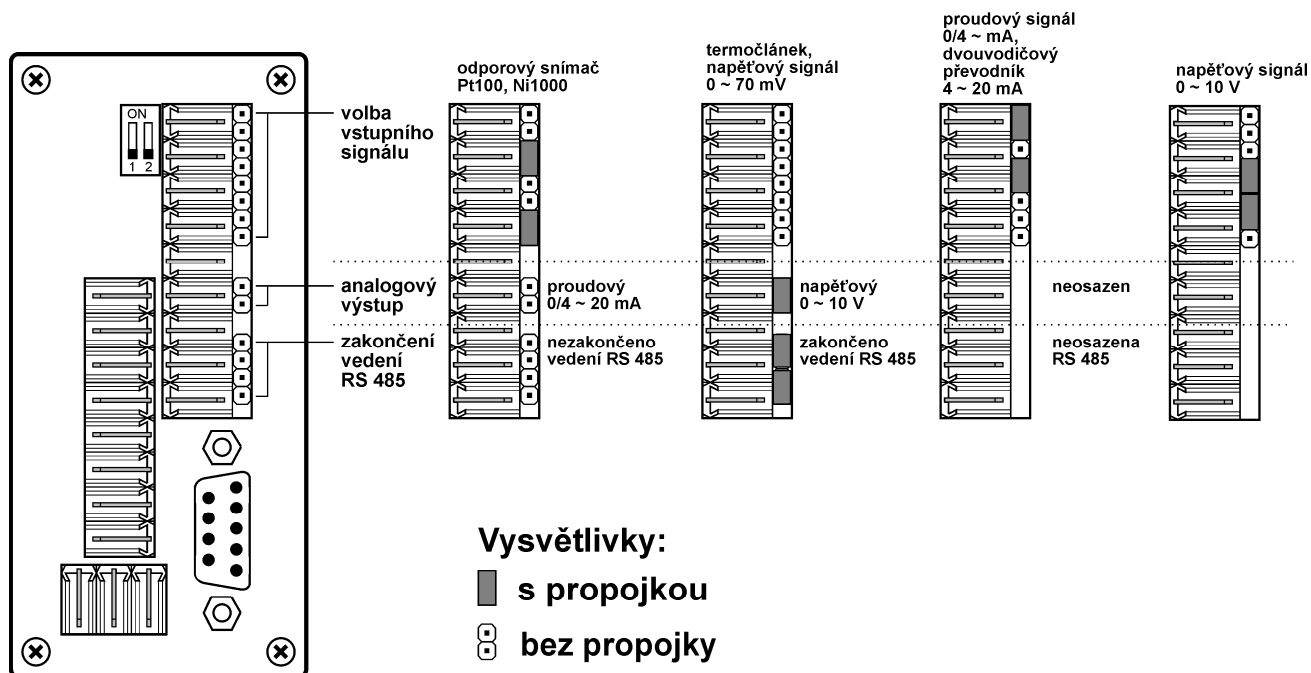 ON
1 2
volba
vstupního
signálu
analogový
výstup
zakončení
vedení
RS 485
odporový snímač
Pt100, Ni1000
proudový
0/4 ~ 20 mA
nezakončeno
vedení RS 485
termočlánek,
napěťový signál
0 ~ 70 mV
napěťový
0 ~ 10 V
zakončeno
vedení RS 485
proudový signál
0/4 ~ mA,
dvouvodičový
převodník
4 ~ 20 mA
neosazen
neosazena
RS 485
napěťový signál
0 ~ 10 V
Vysvětlivky:
s propojkou
bez propojky